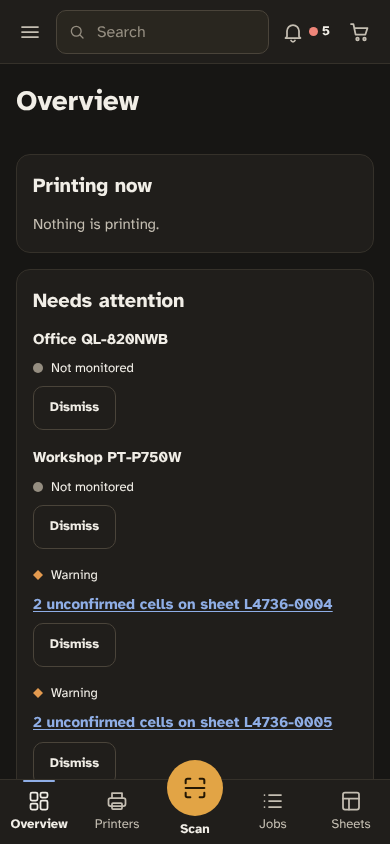 Search
5
Overview
Printing now
Nothing is printing.
Needs attention
Office QL-820NWB
Not monitored
Dismiss
Workshop PT-P750W
Not monitored
Dismiss
Warning
2 unconfirmed cells on sheet L4736-0004
Dismiss
Warning
2 unconfirmed cells on sheet L4736-0005
Dismiss
Overview
Printers
Scan
Jobs
Sheets